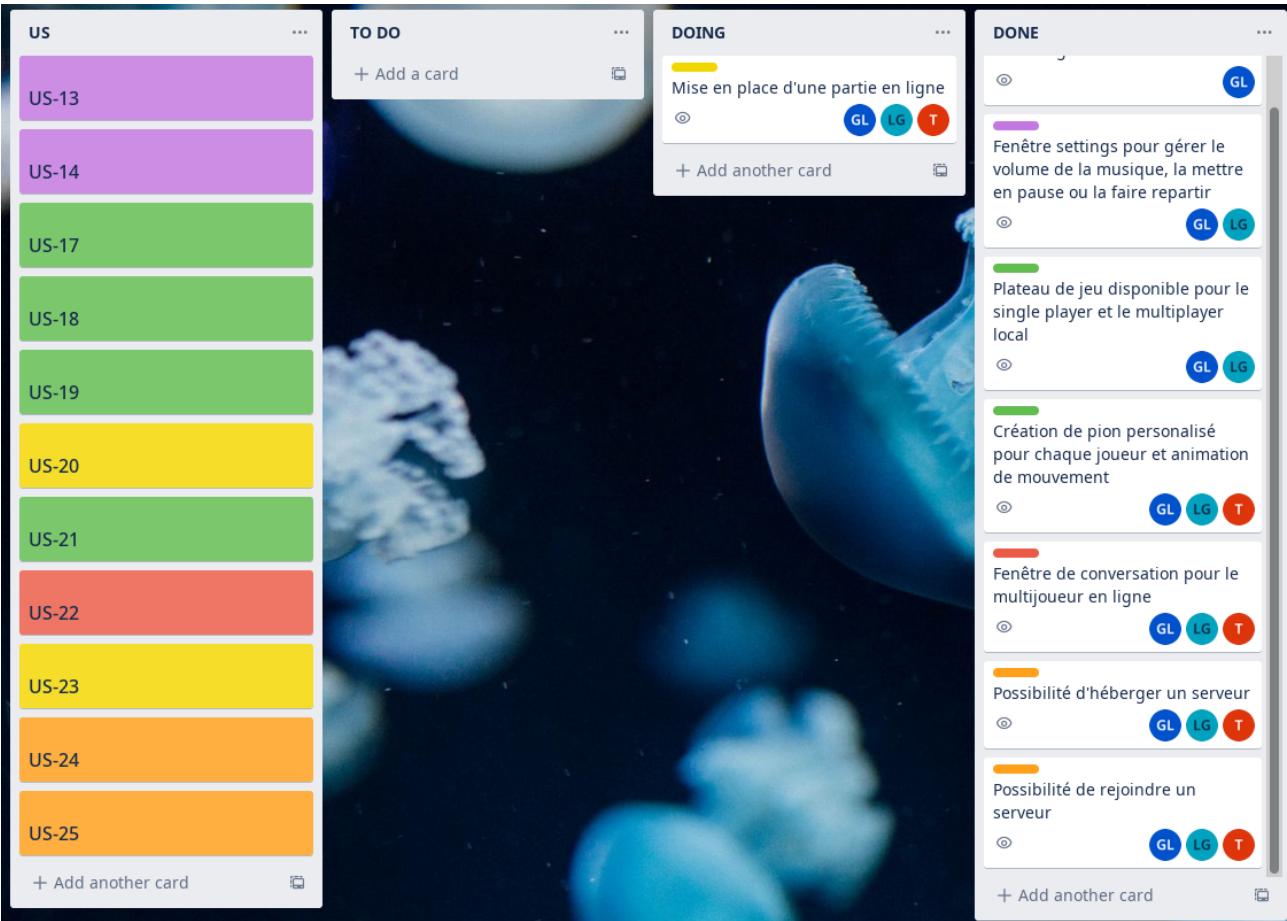 US
US-13
US-14
US-17
US-18
US-19
US-20
US-21
US-22
US-23
US-24
US-25
+ Add another card
TO DO
+ Add a card
DOING
Mise en place d'une partie en ligne
GL LG T
+ Add another card
DONE
GL
Fenêtre settings pour gérer le
volume de la musique, la mettre
en pause ou la faire repartir
GL LG
Plateau de jeu disponible pour le
single player et le multiplayer
local
GL LG
Création de pion personalisé
pour chaque joueur et animation
de mouvement
GL LG T
Fenêtre de conversation pour le
multijoueur en ligne
GL LG T
Possibilité d'héberger un serveur
GL LG T
Possibilité de rejoindre un
serveur
GL LG T
+ Add another card